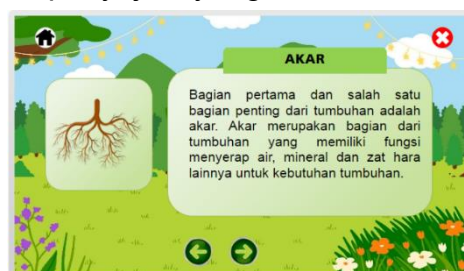 AKAR
Bagian pertama dan salah satu
bagian penting dari tumbuhan adalah
akar. Akar merupakan bagian dari
tumbuhan yang memiliki fungsi
menyerap air, mineral dan zat hara
lainnya untuk kebutuhan tumbuhan.